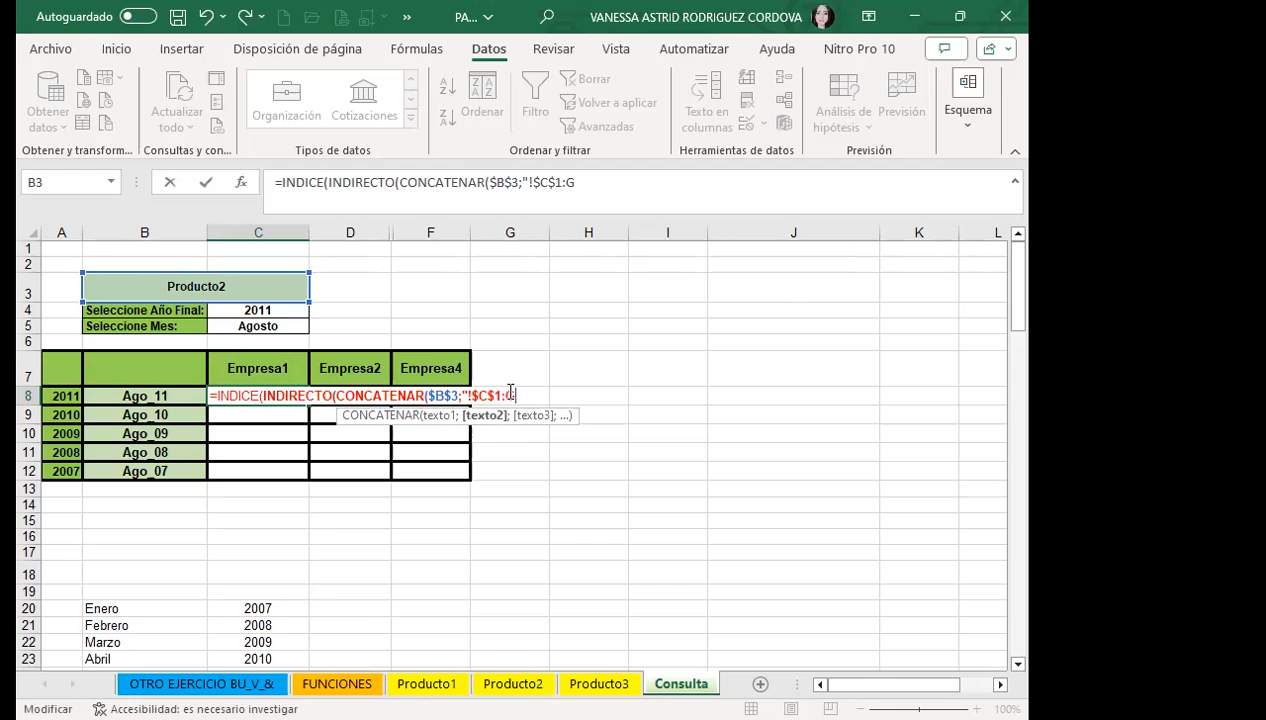 Autoguardado PA... VANESSA ASTRID RODRIGUEZ CORDOVA
Archivo Inicio Insertar Disposición de página Fórmulas Datos Revisar Vista Automatizar Ayuda Nitro Pro 10
Obtener datos Actualizar todo Organización Cotizaciones Ordenar Filtro Borrar Volver a aplicar Avanzadas Texto en columnas Análisis de hipótesis Previsión Esquema
Obtener y transform... Consultas y con... Tipos de datos Ordenar y filtrar Herramientas de datos Previsión
B3 fx =INDICE(INDIRECTO(CONCATENAR($B$3;"!$C$1:G
A B C D F G H I J K L
1
2
3 Producto2
4 Seleccione Año Final: 2011
5 Seleccione Mes: Agosto
6
7 Empresa1 Empresa2 Empresa4
8 2011 Ago_11 =INDICE(INDIRECTO(CONCATENAR($B$3;"!$C$1:G
CONCATENAR(texto1; [texto2]; [texto3]; ...)
9 2010 Ago_10
10 2009 Ago_09
11 2008 Ago_08
12 2007 Ago_07
13
14
15
16
17
18
19
20 Enero 2007
21 Febrero 2008
22 Marzo 2009
23 Abril 2010
OTRO EJERCICIO BU_V_& FUNCIONES Producto1 Producto2 Producto3 Consulta
Modificar Accesibilidad: es necesario investigar 100%